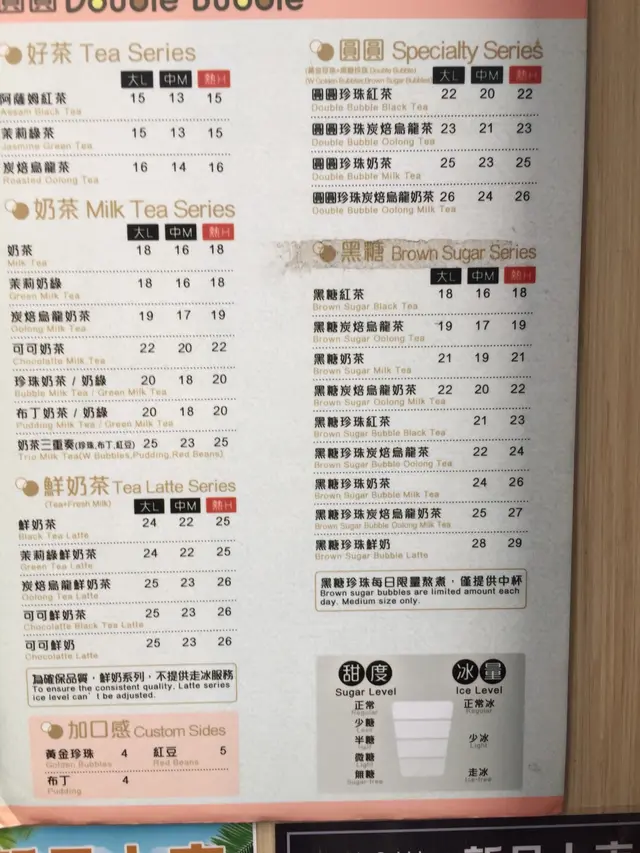 圓圓 Double Bubble
好茶 Tea Series
大L 中M 熱H
阿薩姆紅茶 15 13 15
Assam Black Tea
茉莉綠茶 15 13 15
Jasmine Green Tea
炭焙烏龍茶 16 14 16
Roasted Oolong Tea
奶茶 Milk Tea Series
大L 中M 熱H
奶茶 18 16 18
Milk Tea
茉莉奶綠 18 16 18
Green Milk Tea
炭焙烏龍奶茶 19 17 19
Oolong Milk Tea
可可奶茶 22 20 22
Chocolatte Milk Tea
珍珠奶茶 / 奶綠 20 18 20
Bubble Milk Tea / Green Milk Tea
布丁奶茶 / 奶綠 20 18 20
Pudding Milk Tea / Green Milk Tea
奶茶三重奏(珍珠,布丁,紅豆) 25 23 25
Trio Milk Tea(W Bubbles,Pudding,Red Beans)
鮮奶茶 Tea Latte Series
(Tea+Fresh Milk)
大L 中M 熱H
鮮奶茶 24 22 25
Black Tea Latte
茉莉綠鮮奶茶 24 22 25
Green Tea Latte
炭焙烏龍鮮奶茶 25 23 26
Oolong Tea Latte
可可鮮奶茶 25 23 26
Chocolatte Black Tea Latte
可可鮮奶 25 23 26
Chocolatte Latte
為確保品質，鮮奶系列，不提供走冰服務
To ensure the consistent quality, Latte series
ice level can't be adjusted.
加口感 Custom Sides
黃金珍珠 4 紅豆 5
Golden Bubbles Red Beans
布丁 4
Pudding
圓圓 Specialty Series
(W Golden Bubbles,Brown Sugar Bubbles)
大L 中M 熱H
圓圓珍珠紅茶 22 20 22
Double Bubble Black Tea
圓圓珍珠炭焙烏龍茶 23 21 23
Double Bubble Oolong Tea
圓圓珍珠奶茶 25 23 25
Double Bubble Milk Tea
圓圓珍珠炭焙烏龍奶茶 26 24 26
Double Bubble Oolong Milk Tea
黑糖 Brown Sugar Series
大L 中M 熱H
黑糖紅茶 18 16 18
Brown Sugar Black Tea
黑糖炭焙烏龍茶 19 17 19
Brown Sugar Oolong Tea
黑糖奶茶 21 19 21
Brown Sugar Milk Tea
黑糖炭焙烏龍奶茶 22 20 22
Brown Sugar Oolong Milk Tea
黑糖珍珠紅茶 21 23
Brown Sugar Bubble Black Tea
黑糖珍珠炭焙烏龍茶 22 24
Brown Sugar Bubble Oolong Tea
黑糖珍珠奶茶 24 26
Brown Sugar Bubble Milk Tea
黑糖珍珠炭焙烏龍奶茶 25 27
Brown Sugar Bubble Oolong Milk Tea
黑糖珍珠鮮奶 28 29
Brown Sugar Bubble Latte
黑糖珍珠每日限量熬煮，僅提供中杯
Brown sugar bubbles are limited amount each
day. Medium size only.
甜度
Sugar Level
正常
Regular
少糖
Less
半糖
Half
微糖
Light
無糖
Sugar-free
冰量
Ice Level
正常冰
Regular
少冰
Light
走冰
Ice-free